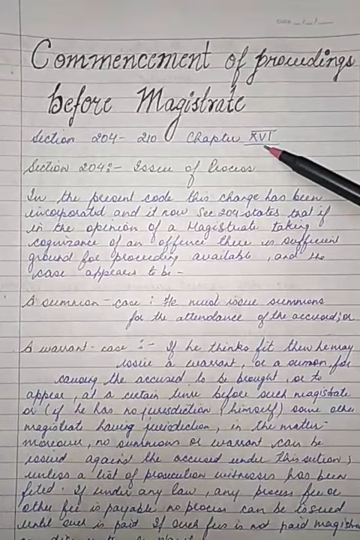 Commencement of proceedings
before Magistrate
Section 204- 210 Chapter XVI
Section 204:- Issue of Process
In the present code this change has been
incorporated and it now Sec 204 states that if
in the openion of a Magistrate taking
cognizance of an offence there is sufficient
ground for proceeding available, and the
case appears to be -
A summon-case : He must issue summons
for the attendance of the accused; or
A warrant-case :- If he thinks fit then he may
issue a warrant, or a summon for
causing the accused to be brought or to
appear, at a certain time before such magistrate
or (if he has no jurisdiction himself) some other
magistrate having jurisdiction, in the matter.
moreover, no summons or warrant can be
issued against the accused under this section;
unless a list of prosecution witnesses has been
filed. If under any law, any process fee or
other fee is payable no process can be issued
until is paid. If such fee is not paid magistrate